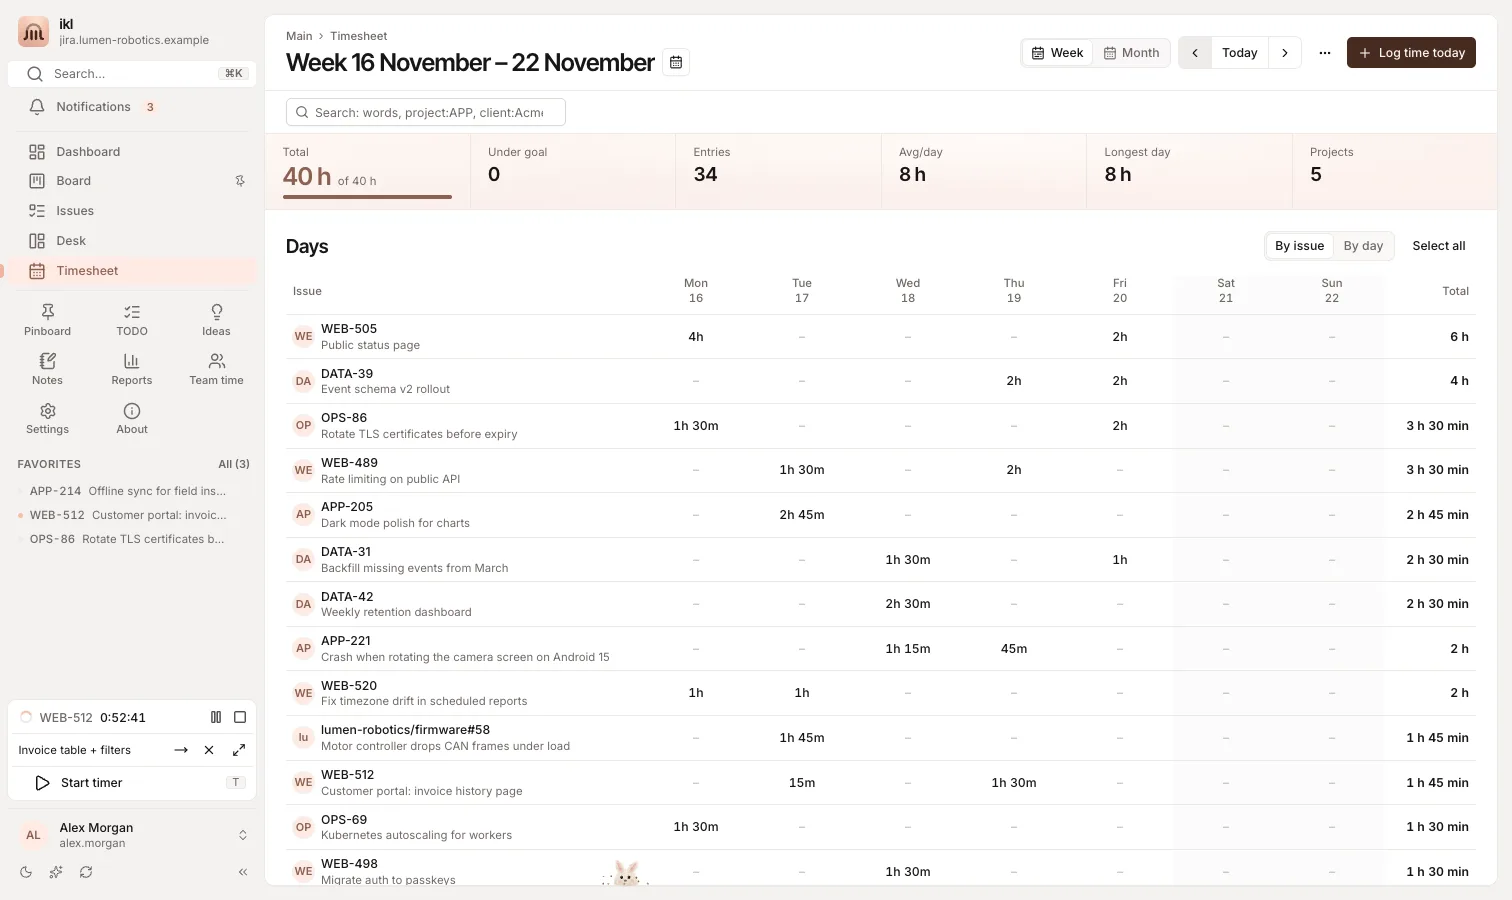 ikl
jira.lumen-robotics.example
Search...
⌘K
Notifications 3
Dashboard
Board
Issues
Desk
Timesheet
Pinboard TODO Ideas
Notes Reports Team time
Settings About
FAVORITES All (3)
APP-214 Offline sync for field ins...
WEB-512 Customer portal: invoic...
OPS-86 Rotate TLS certificates b...
WEB-512 0:52:41
Invoice table + filters
Start timer T
AL
Alex Morgan
alex.morgan
Main › Timesheet
Week 16 November – 22 November
Week Month Today ... + Log time today
Search: words, project:APP, client:Acme
Total Under goal Entries Avg/day Longest day Projects
40 h of 40 h 0 34 8 h 8 h 5
Days
By issue By day Select all
Issue Mon 16 Tue 17 Wed 18 Thu 19 Fri 20 Sat 21 Sun 22 Total
WE WEB-505
Public status page
4h – – – 2h – – 6 h
DA DATA-39
Event schema v2 rollout
– – – 2h 2h – – 4 h
OP OPS-86
Rotate TLS certificates before expiry
1h 30m – – – 2h – – 3 h 30 min
WE WEB-489
Rate limiting on public API
– 1h 30m – 2h – – – 3 h 30 min
AP APP-205
Dark mode polish for charts
– 2h 45m – – – – – 2 h 45 min
DA DATA-31
Backfill missing events from March
– – 1h 30m – 1h – – 2 h 30 min
DA DATA-42
Weekly retention dashboard
– – 2h 30m – – – – 2 h 30 min
AP APP-221
Crash when rotating the camera screen on Android 15
– – 1h 15m 45m – – – 2 h
WE WEB-520
Fix timezone drift in scheduled reports
1h 1h – – – – – 2 h
lu lumen-robotics/firmware#58
Motor controller drops CAN frames under load
– 1h 45m – – – – – 1 h 45 min
WE WEB-512
Customer portal: invoice history page
– 15m – 1h 30m – – – 1 h 45 min
OP OPS-69
Kubernetes autoscaling for workers
1h 30m – – – – – – 1 h 30 min
WE WEB-498
Migrate auth to passkeys
– – 1h 30m – – – – 1 h 30 min